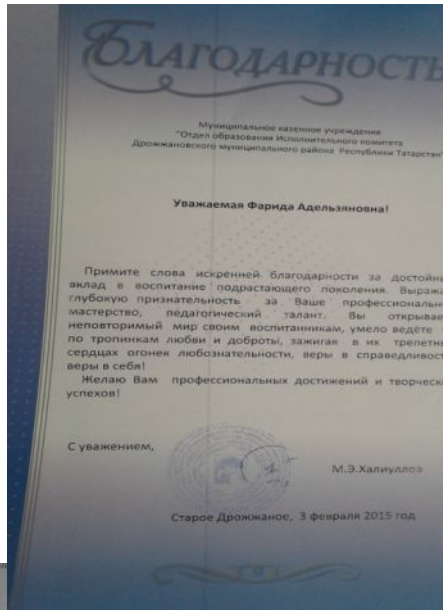 БЛАГОДАРНОСТЬ
Муниципальное казенное учреждение
"Отдел образования Исполнительного комитета
Дрожжановского муниципального района Республики Татарстан"
Уважаемая Фарида Адельзяновна!
Примите слова искренней благодарности за достойны
вклад в воспитание подрастающего поколения. Выража
глубокую признательность за Ваше профессиональн
мастерство, педагогический талант. Вы открывае
неповторимый мир своим воспитанникам, умело ведёте
по тропинкам любви и доброты, зажигая в их трепетн
сердцах огонек любознательности, веры в справедливост
веры в себя!
Желаю Вам профессиональных достижений и творческ
успехов!
С уважением,
М.Э.Халиуллов
Старое Дрожжаное, 3 февраля 2015 год